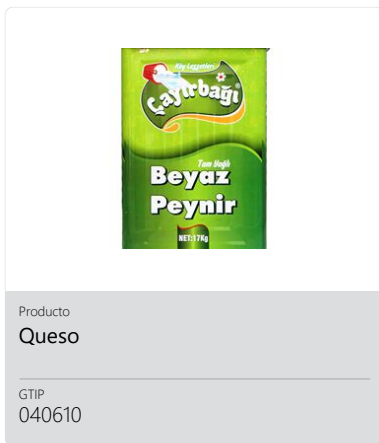 Köy Lezzetleri
Çayırbağı
Tam Yağlı
Beyaz
Peynir
NET:17Kg
Producto
Queso
GTIP
040610